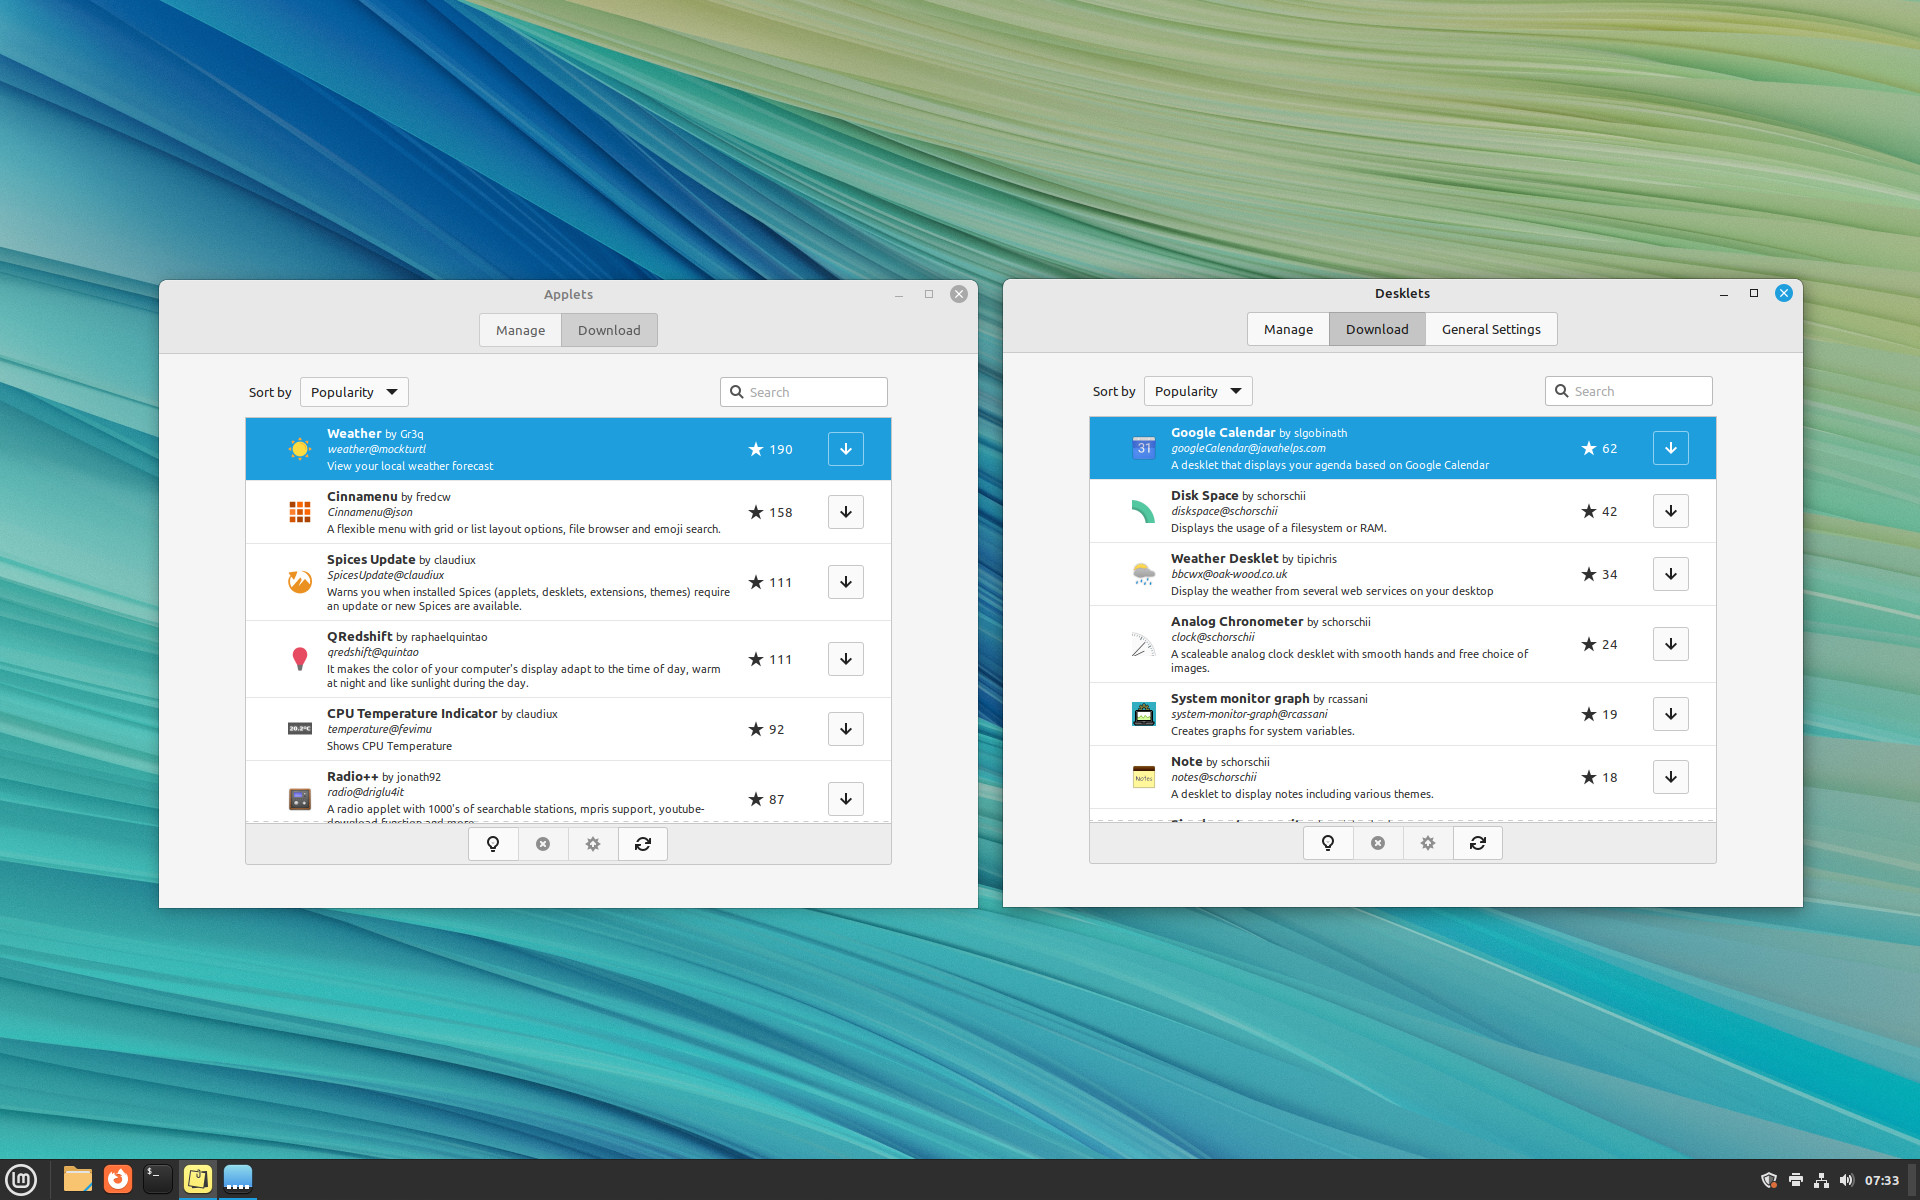 Applets
Manage
Download
Sort by
Popularity
Search
Weather by Gr3q
weather@mockturtl
View your local weather forecast
190
Cinnamenu by fredcw
Cinnamenu@json
A flexible menu with grid or list layout options, file browser and emoji search.
158
Spices Update by claudiux
SpicesUpdate@claudiux
Warns you when installed Spices (applets, desklets, extensions, themes) require
an update or new Spices are available.
111
QRedshift by raphaelquintao
qredshift@quintao
It makes the color of your computer's display adapt to the time of day, warm
at night and like sunlight during the day.
111
20.2°C
CPU Temperature Indicator by claudiux
temperature@fevimu
Shows CPU Temperature
92
Radio++ by jonath92
radio@driglu4it
A radio applet with 1000's of searchable stations, mpris support, youtube-
download function and more
87
Desklets
Manage
Download
General Settings
Sort by
Popularity
Search
31
Google Calendar by slgobinath
googleCalendar@javahelps.com
A desklet that displays your agenda based on Google Calendar
62
Disk Space by schorschii
diskspace@schorschii
Displays the usage of a filesystem or RAM.
42
Weather Desklet by tipichris
bbcwx@oak-wood.co.uk
Display the weather from several web services on your desktop
34
Analog Chronometer by schorschii
clock@schorschii
A scaleable analog clock desklet with smooth hands and free choice of
images.
24
System monitor graph by rcassani
system-monitor-graph@rcassani
Creates graphs for system variables.
19
Notes
Note by schorschii
notes@schorschii
A desklet to display notes including various themes.
18
lm
$_
07:33